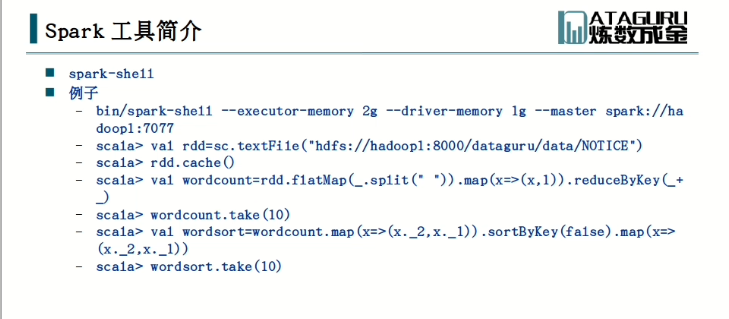 Spark 工具简介
DATAGURU
炼数成金
spark-shell
例子
- bin/spark-shell --executor-memory 2g --driver-memory 1g --master spark://ha
doop1:7077
- scala> val rdd=sc.textFile("hdfs://hadoop1:8000/dataguru/data/NOTICE")
- scala> rdd.cache()
- scala> val wordcount=rdd.flatMap(_.split(" ")).map(x=>(x,1)).reduceByKey(_+
_)
- scala> wordcount.take(10)
- scala> val wordsort=wordcount.map(x=>(x._2,x._1)).sortByKey(false).map(x=>
(x._2,x._1))
- scala> wordsort.take(10)